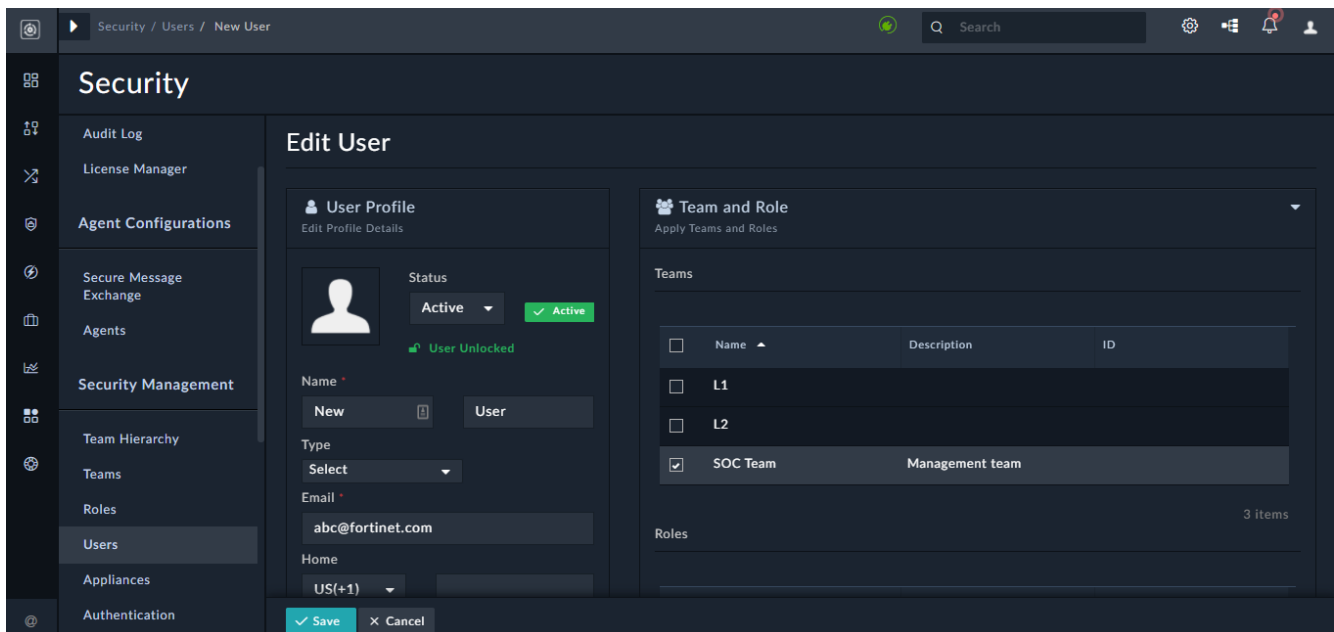 Security / Users / New User
Search
Security
Audit Log
License Manager
Agent Configurations
Secure Message
Exchange
Agents
Security Management
Team Hierarchy
Teams
Roles
Users
Appliances
Authentication
@
Edit User
User Profile
Edit Profile Details
Status
Active
Active
User Unlocked
Name *
New
User
Type
Select
Email *
abc@fortinet.com
Home
US(+1)
Team and Role
Apply Teams and Roles
Teams
Name Description ID
L1
L2
SOC Team Management team
3 items
Roles
Save
Cancel